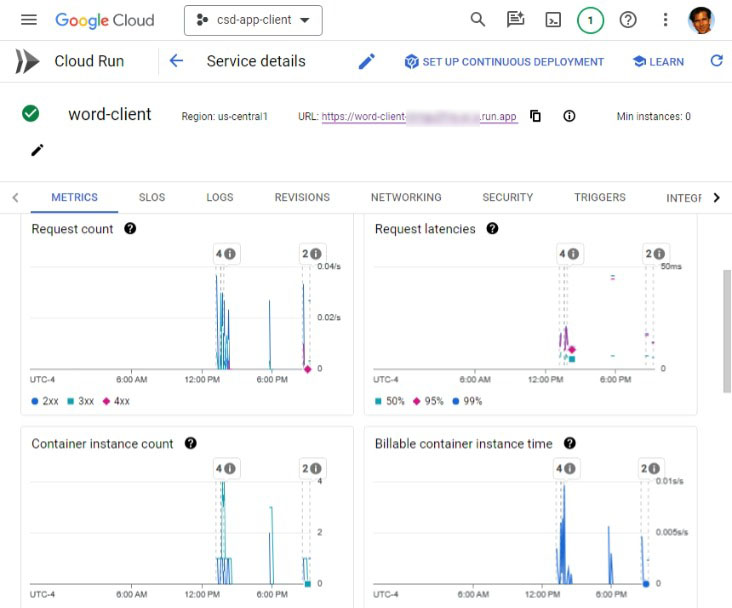 Google Cloud csd-app-client 1
Cloud Run Service details SET UP CONTINUOUS DEPLOYMENT LEARN
word-client Region: us-central1 URL: https://word-client- .run.app Min instances: 0
METRICS SLOS LOGS REVISIONS NETWORKING SECURITY TRIGGERS INTEGR
Request count
4
2
0.04/s
0.02/s
0
UTC-4 6:00 AM 12:00 PM 6:00 PM
2xx 3xx 4xx
Request latencies
4
2
50ms
0
UTC-4 6:00 AM 12:00 PM 6:00 PM
50% 95% 99%
Container instance count
4
2
4
2
0
UTC-4 6:00 AM 12:00 PM 6:00 PM
Billable container instance time
4
2
0.01s/s
0.005s/s
0
UTC-4 6:00 AM 12:00 PM 6:00 PM